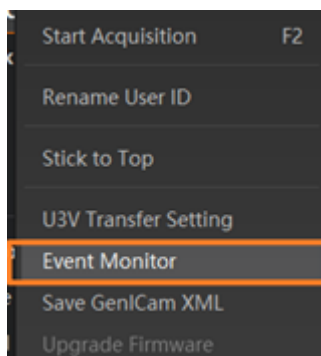 Start Acquisition F2
Rename User ID
Stick to Top
U3V Transfer Setting
Event Monitor
Save GenICam XML
Upgrade Firmware